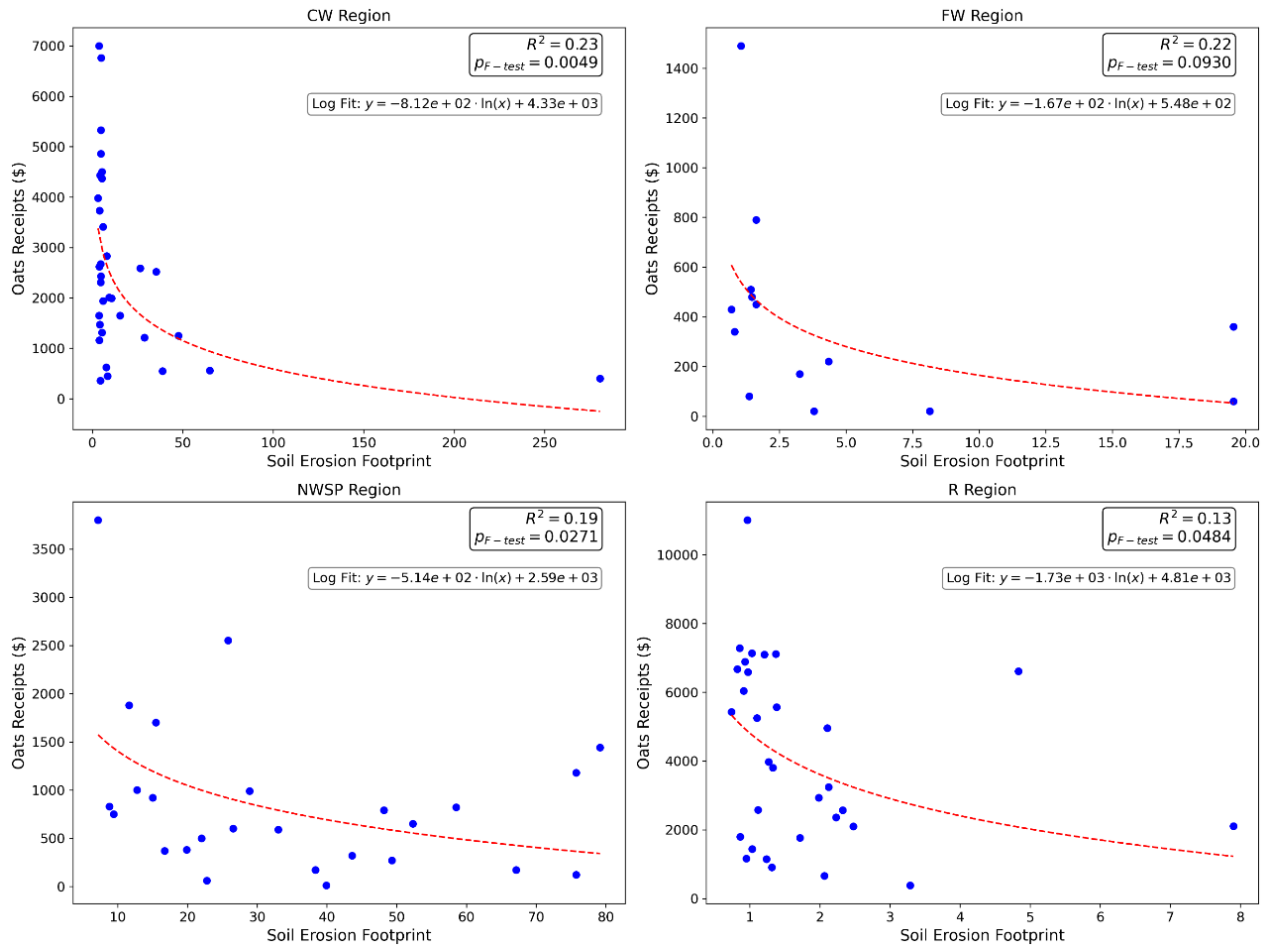 CW Region
7000
6000
5000
4000
3000
2000
1000
0
Oats Receipts ($)
R² = 0.23
p_{F−test} = 0.0049
Log Fit: y = −8.12e + 02 · ln(x) + 4.33e + 03
0 50 100 150 200 250
Soil Erosion Footprint
FW Region
1400
1200
1000
800
600
400
200
0
Oats Receipts ($)
R² = 0.22
p_{F−test} = 0.0930
Log Fit: y = −1.67e + 02 · ln(x) + 5.48e + 02
0.0 2.5 5.0 7.5 10.0 12.5 15.0 17.5 20.0
Soil Erosion Footprint
NWSP Region
3500
3000
2500
2000
1500
1000
500
0
Oats Receipts ($)
R² = 0.19
p_{F−test} = 0.0271
Log Fit: y = −5.14e + 02 · ln(x) + 2.59e + 03
10 20 30 40 50 60 70 80
Soil Erosion Footprint
R Region
10000
8000
6000
4000
2000
0
Oats Receipts ($)
R² = 0.13
p_{F−test} = 0.0484
Log Fit: y = −1.73e + 03 · ln(x) + 4.81e + 03
1 2 3 4 5 6 7 8
Soil Erosion Footprint